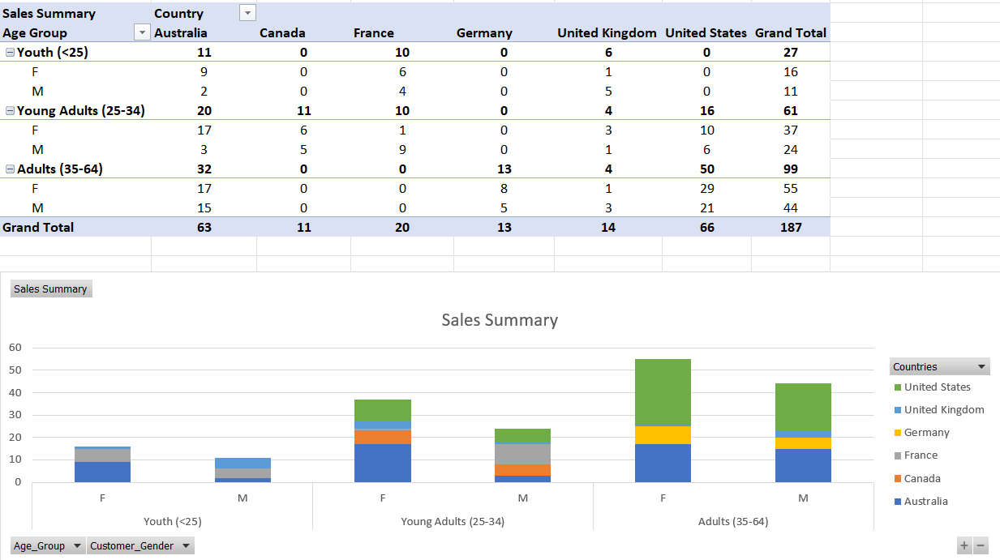 Sales Summary Country
Age Group Australia Canada France Germany United Kingdom United States Grand Total
Youth (<25) 11 0 10 0 6 0 27
F 9 0 6 0 1 0 16
M 2 0 4 0 5 0 11
Young Adults (25-34) 20 11 10 0 4 16 61
F 17 6 1 0 3 10 37
M 3 5 9 0 1 6 24
Adults (35-64) 32 0 0 13 4 50 99
F 17 0 0 8 1 29 55
M 15 0 0 5 3 21 44
Grand Total 63 11 20 13 14 66 187
Sales Summary
Sales Summary
60
50
40
30
20
10
0
F M F M F M
Youth (<25) Young Adults (25-34) Adults (35-64)
Countries
United States
United Kingdom
Germany
France
Canada
Australia
Age_Group Customer_Gender